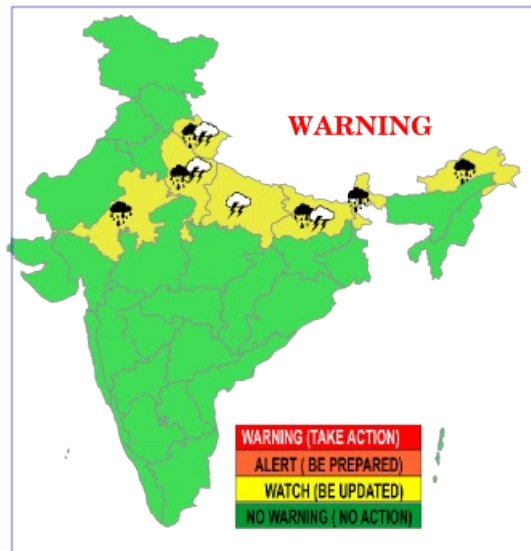 WARNING
WARNING (TAKE ACTION)
ALERT ( BE PREPARED)
WATCH (BE UPDATED)
NO WARNING ( NO ACTION)